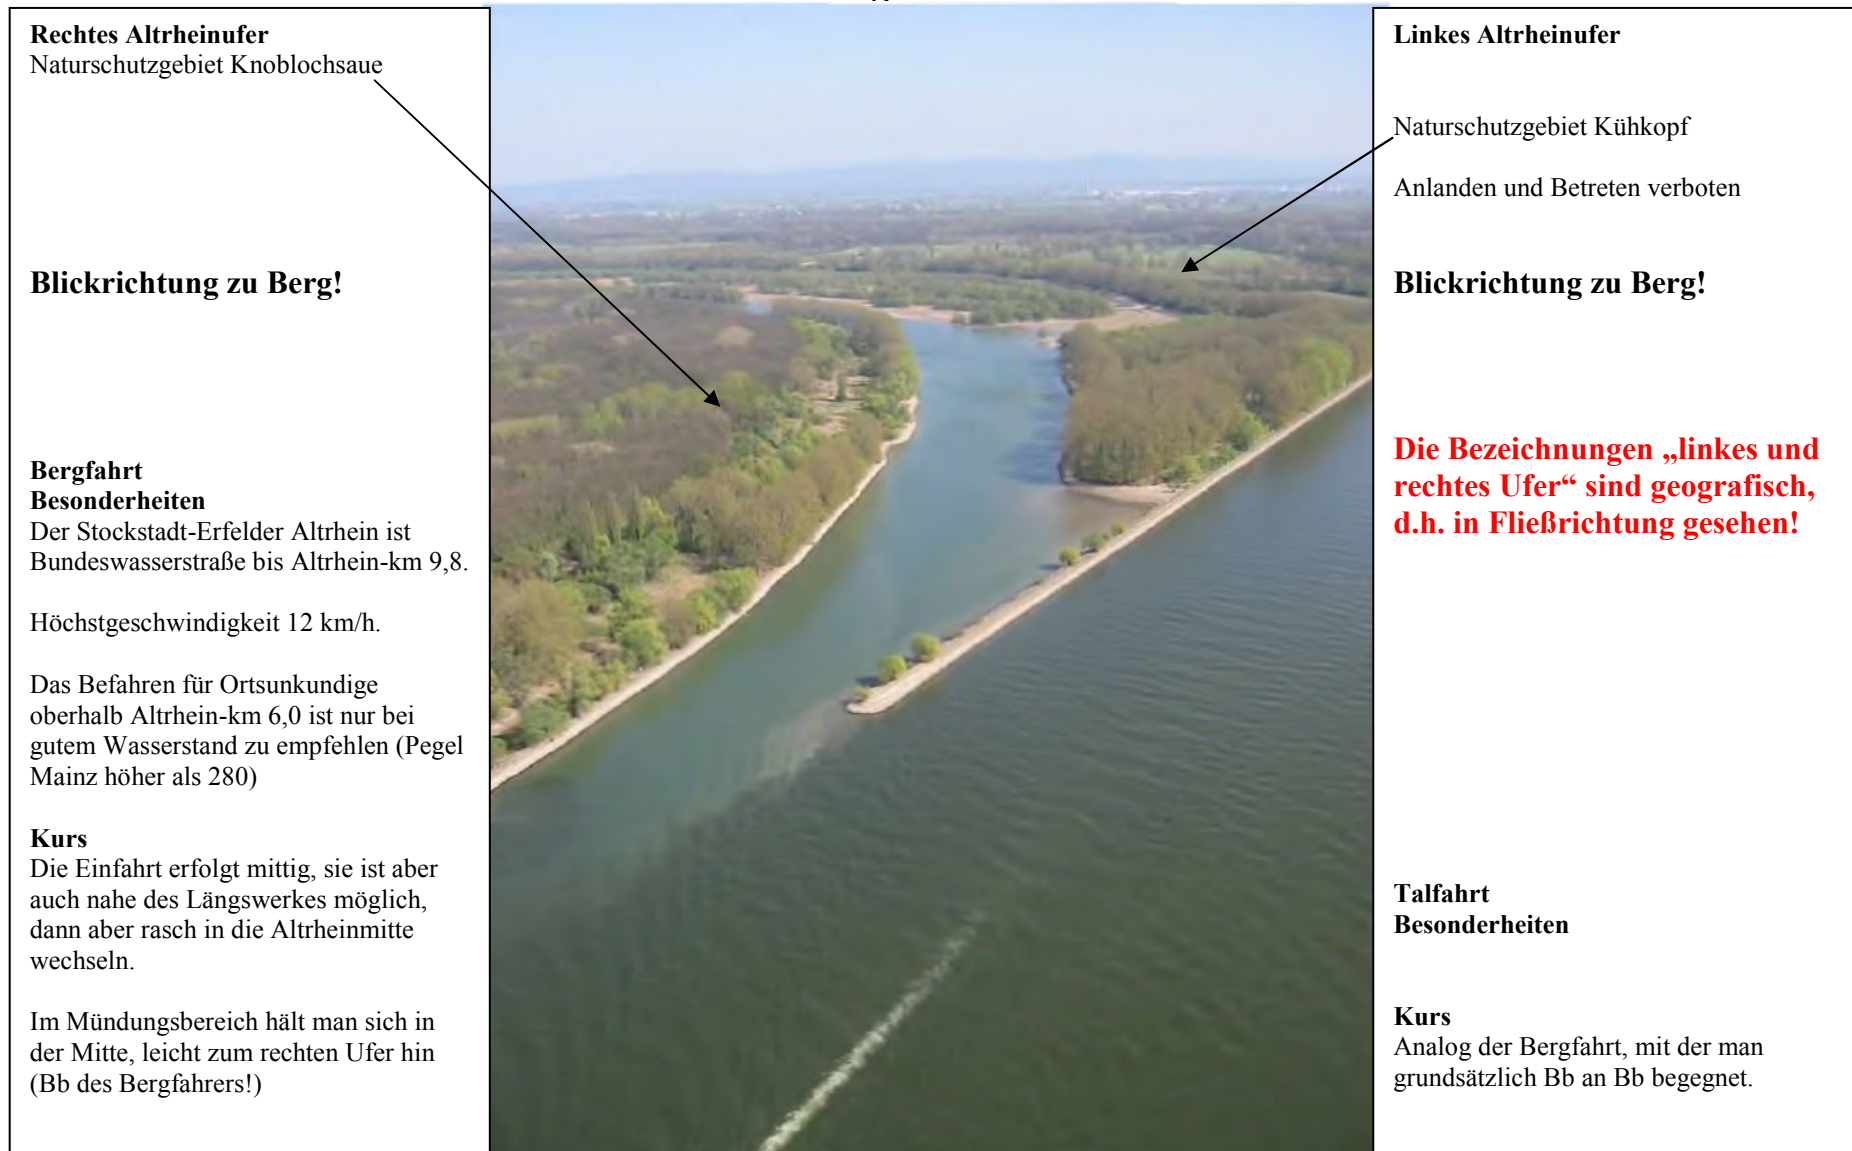 Rechtes Altrheinufer
Naturschutzgebiet Knoblochsaue
Blickrichtung zu Berg!
Bergfahrt
Besonderheiten
Der Stockstadt-Erfelder Altrhein ist
Bundeswasserstraße bis Altrhein-km 9,8.
Höchstgeschwindigkeit 12 km/h.
Das Befahren für Ortsunkundige
oberhalb Altrhein-km 6,0 ist nur bei
gutem Wasserstand zu empfehlen (Pegel
Mainz höher als 280)
Kurs
Die Einfahrt erfolgt mittig, sie ist aber
auch nahe des Längswerkes möglich,
dann aber rasch in die Altrheinmitte
wechseln.
Im Mündungsbereich hält man sich in
der Mitte, leicht zum rechten Ufer hin
(Bb des Bergfahrers!)
Linkes Altrheinufer
Naturschutzgebiet Kühkopf
Anlanden und Betreten verboten
Blickrichtung zu Berg!
Die Bezeichnungen „linkes und
rechtes Ufer“ sind geografisch,
d.h. in Fließrichtung gesehen!
Talfahrt
Besonderheiten
Kurs
Analog der Bergfahrt, mit der man
grundsätzlich Bb an Bb begegnet.